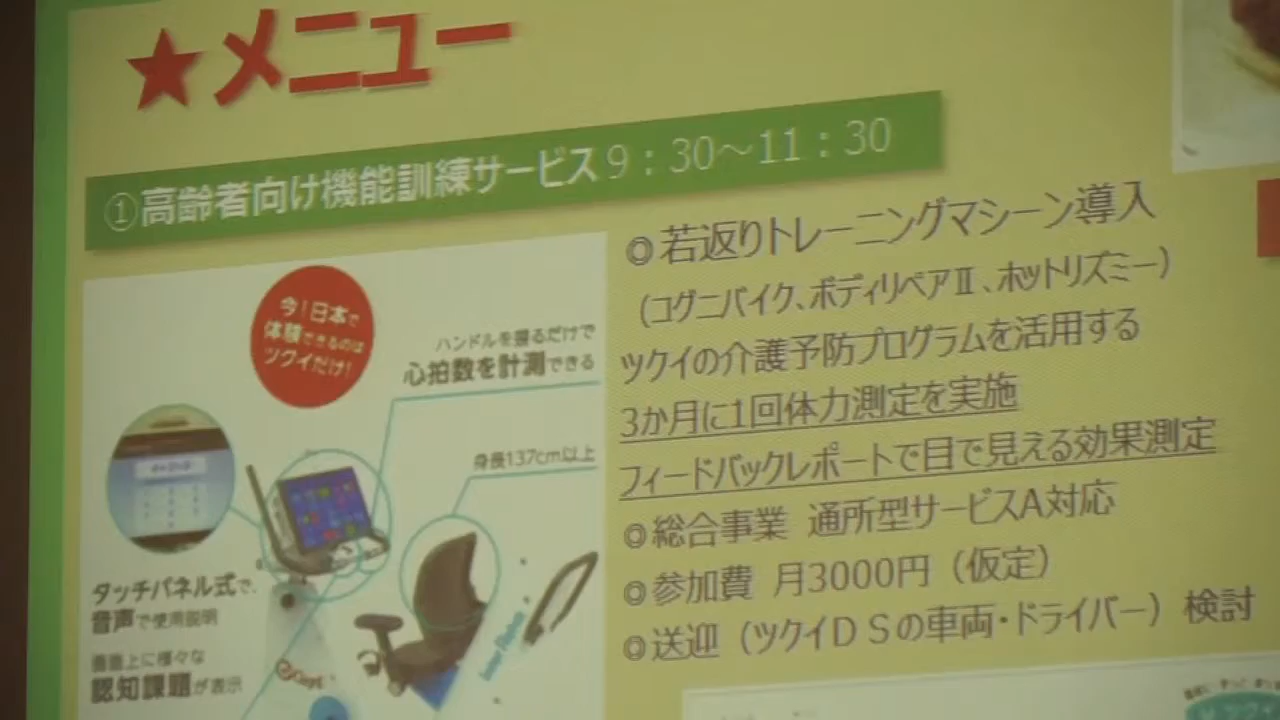 ★メニュー
①高齢者向け機能訓練サービス9：30～11：30
今！日本で
体験できるのは
ツクイだけ！
ハンドルを握るだけで
心拍数を計測できる
身長137cm以上
タッチパネル式で、
音声で使用説明
画面上に様々な
認知課題が表示
◎若返りトレーニングマシーン導入
（コグニバイク、ボディリペアⅡ、ホットリズミー）
ツクイの介護予防プログラムを活用する
3か月に1回体力測定を実施
フィードバックレポートで目で見える効果測定
◎総合事業 通所型サービスA対応
◎参加費 月3000円（仮定）
◎送迎（ツクイＤＳの車両・ドライバー）検討